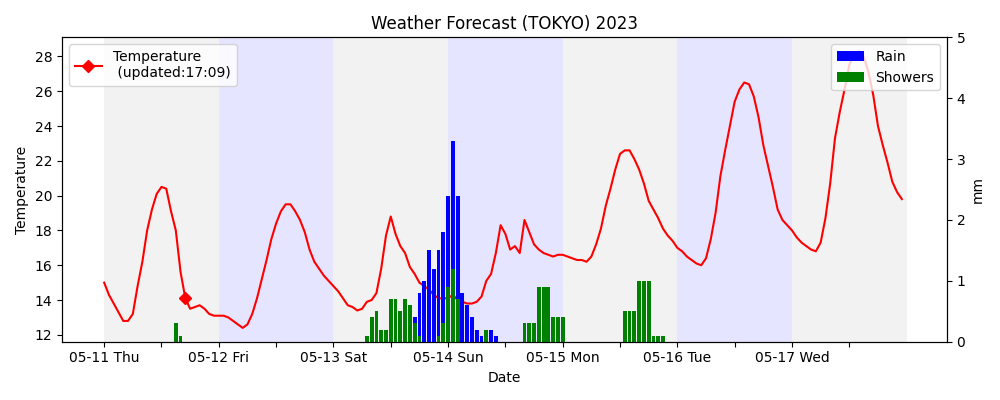 Weather Forecast (TOKYO) 2023
Temperature
(updated:17:09)
Rain
Showers
Temperature
28
26
24
22
20
18
16
14
12
5
4
3
2
1
0
mm
05-11 Thu
05-12 Fri
05-13 Sat
05-14 Sun
05-15 Mon
05-16 Tue
05-17 Wed
Date